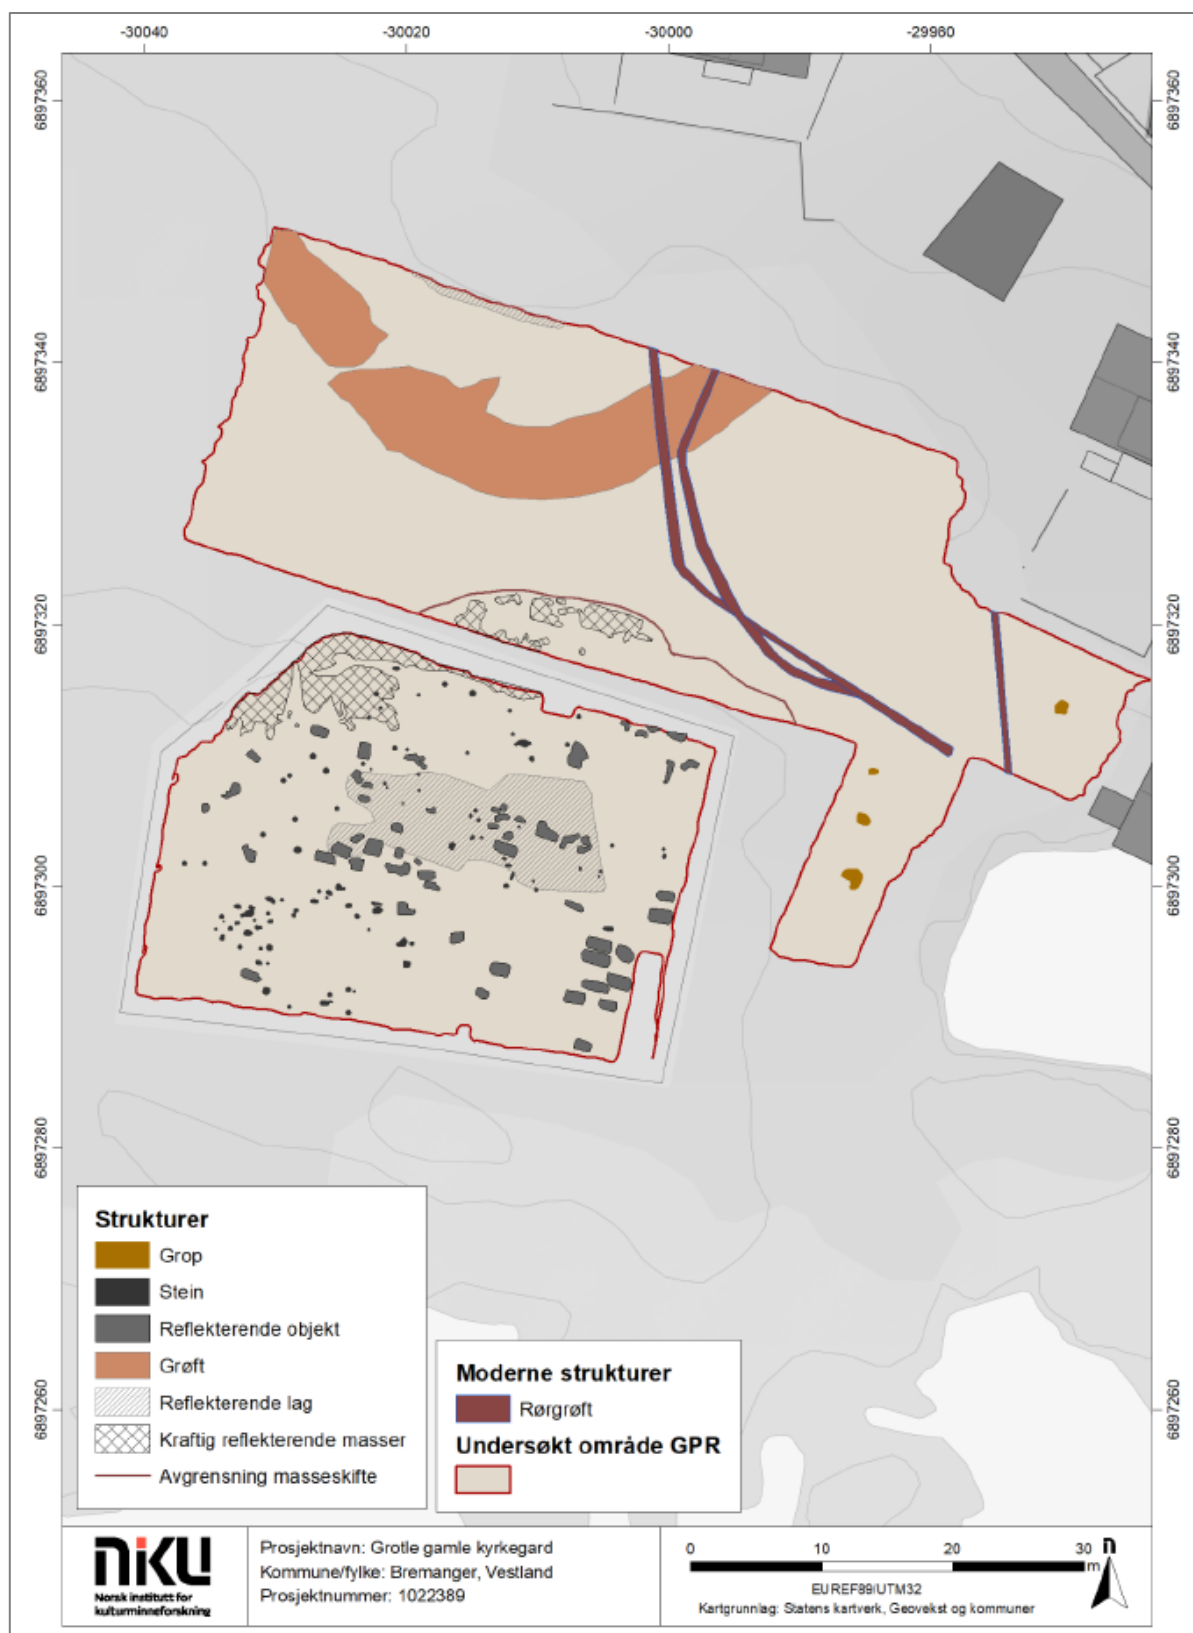 -30040
-30020
-30000
-29980
6897360
6897360
6897340
6897340
6897320
6897320
6897300
6897300
6897280
6897280
6897260
6897260
Strukturer
Grop
Stein
Reflekterende objekt
Grøft
Reflekterende lag
Kraftig reflekterende masser
Avgrensning masseskifte
Moderne strukturer
Rørgrøft
Undersøkt område GPR
NIKU
Norsk institutt for
kulturminneforskning
Prosjektnavn: Grotle gamle kyrkegard
Kommune/fylke: Bremanger, Vestland
Prosjektnummer: 1022389
0 10 20 30
m
n
EUREF89/UTM32
Kartgrunnlag: Statens kartverk, Geovekst og kommuner